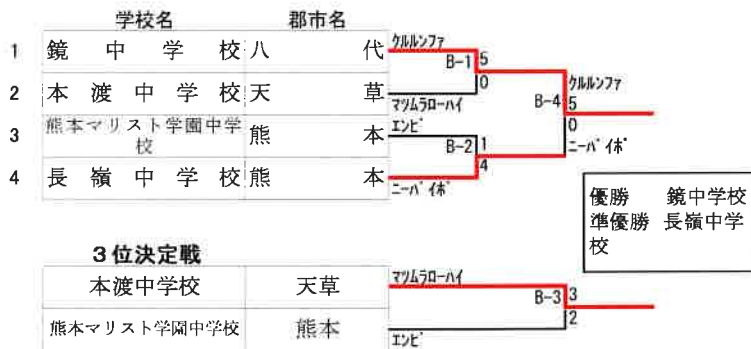 学校名 郡市名
1 鏡中学校 八代
クルルンファ
B-1 5
0
2 本渡中学校 天草
マツムラローハイ
クルルンファ
B-4 5
0
ニーパイポ
3 熊本マリスト学園中学
校 熊本
エンピ
B-2 1
4
4 長嶺中学校 熊本
ニーパイポ
優勝 鏡中学校
準優勝 長嶺中学
校
3位決定戦
本渡中学校 天草
マツムラローハイ
B-3 3
2
熊本マリスト学園中学校 熊本
エンピ